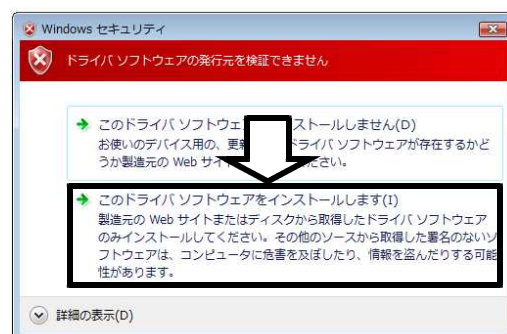 Windows セキュリティ
ドライバ ソフトウェアの発行元を検証できません
このドライバ ソフトウェ ストールしません(D)
お使いのデバイス用の、更新 ドライバ ソフトウェアが存在するかど
うか製造元の Web サイ ださい。
このドライバ ソフトウェアをインストールします(I)
製造元の Web サイトまたはディスクから取得したドライバ ソフトウェア
のみインストールしてください。その他のソースから取得した署名のないソ
フトウェアは、コンピュータに危害を及ぼしたり、情報を盗んだりする可能
性があります。
詳細の表示(D)